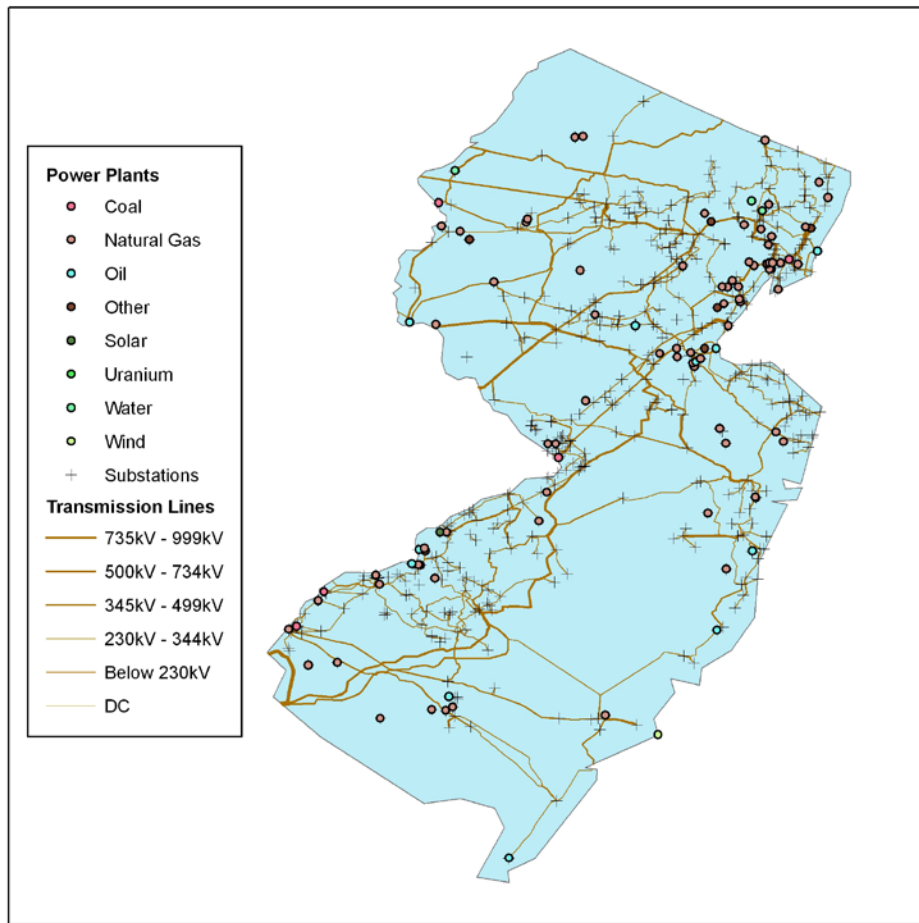 Power Plants
Coal
Natural Gas
Oil
Other
Solar
Uranium
Water
Wind
Substations
Transmission Lines
735kV - 999kV
500kV - 734kV
345kV - 499kV
230kV - 344kV
Below 230kV
DC